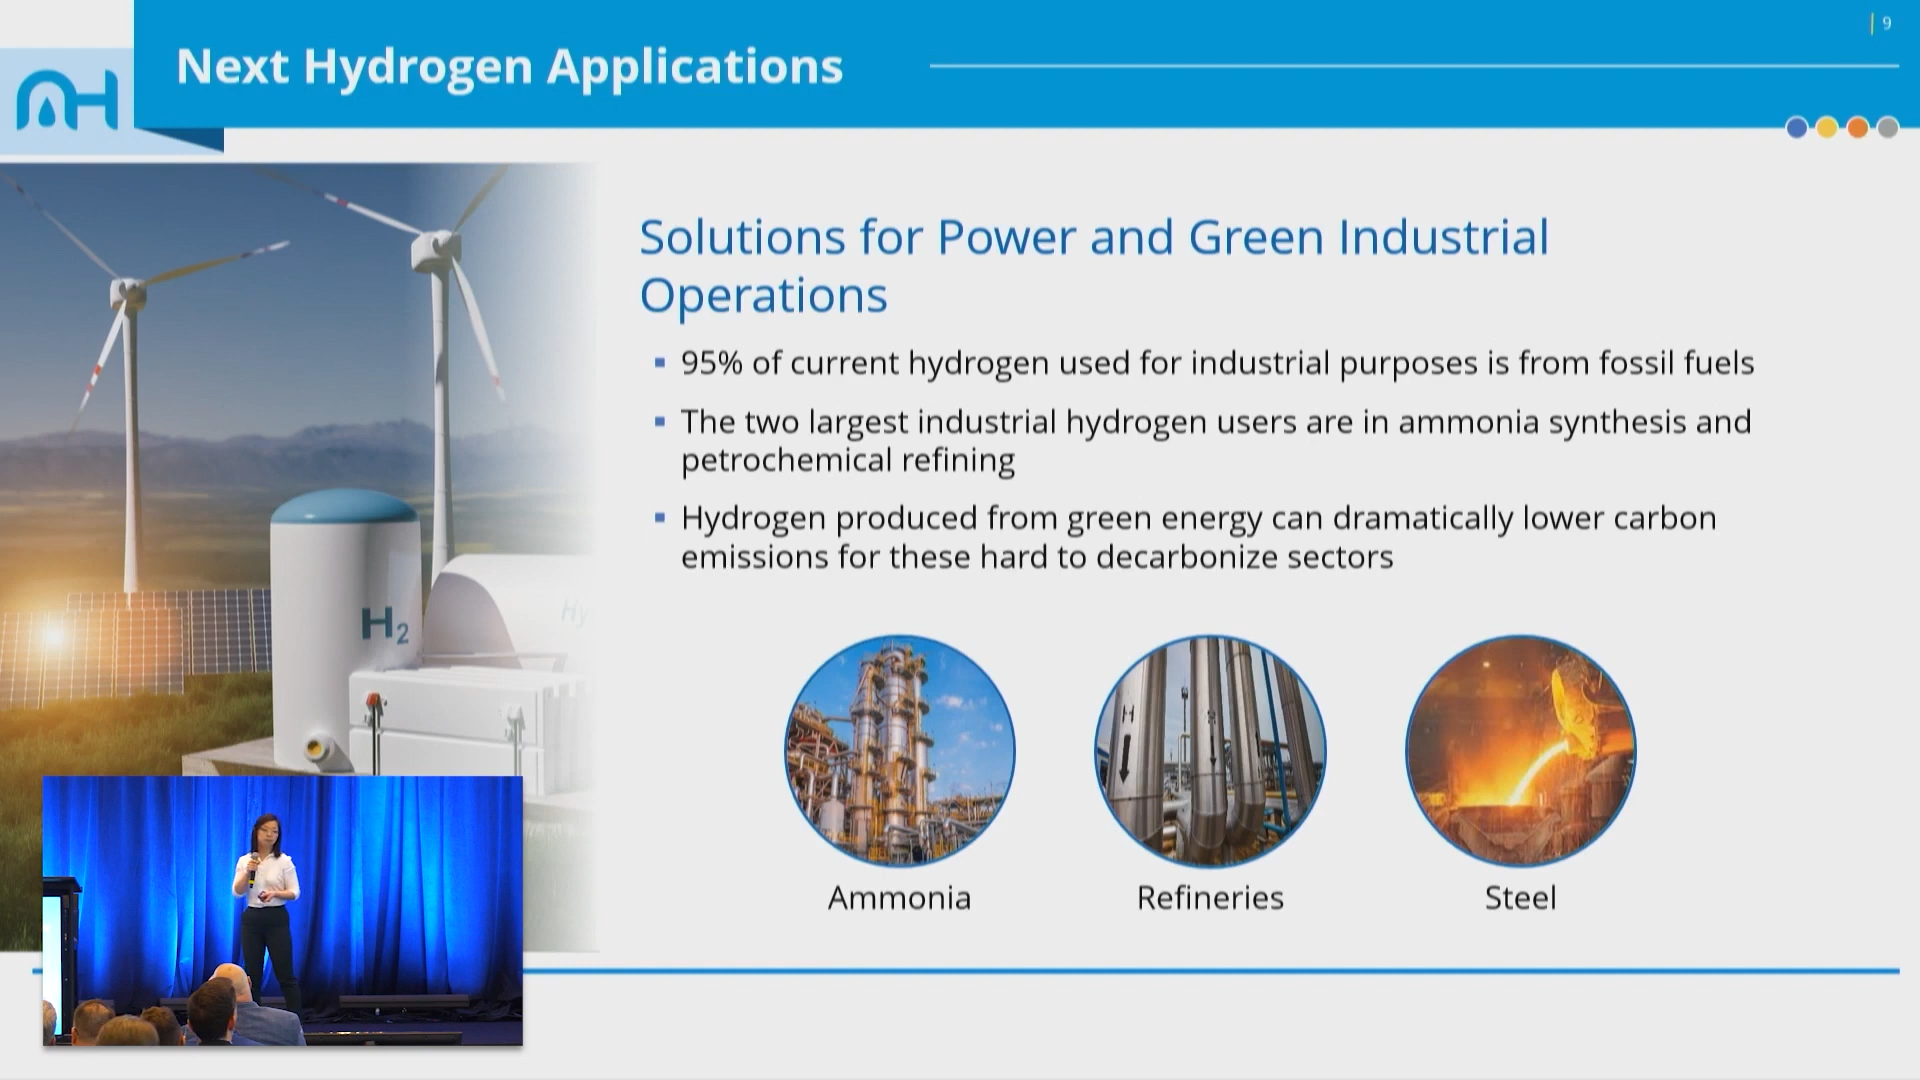 | 9
Next Hydrogen Applications
Solutions for Power and Green Industrial
Operations
▪ 95% of current hydrogen used for industrial purposes is from fossil fuels
▪ The two largest industrial hydrogen users are in ammonia synthesis and
petrochemical refining
▪ Hydrogen produced from green energy can dramatically lower carbon
emissions for these hard to decarbonize sectors
H2
Hy
Ammonia
Refineries
Steel